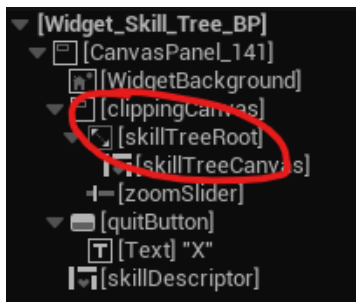 [Widget_Skill_Tree_BP]
[CanvasPanel_141]
[WidgetBackground]
[clippingCanvas]
[skillTreeRoot]
[skillTreeCanvas]
[zoomSlider]
[quitButton]
T [Text] "X"
[skillDescriptor]